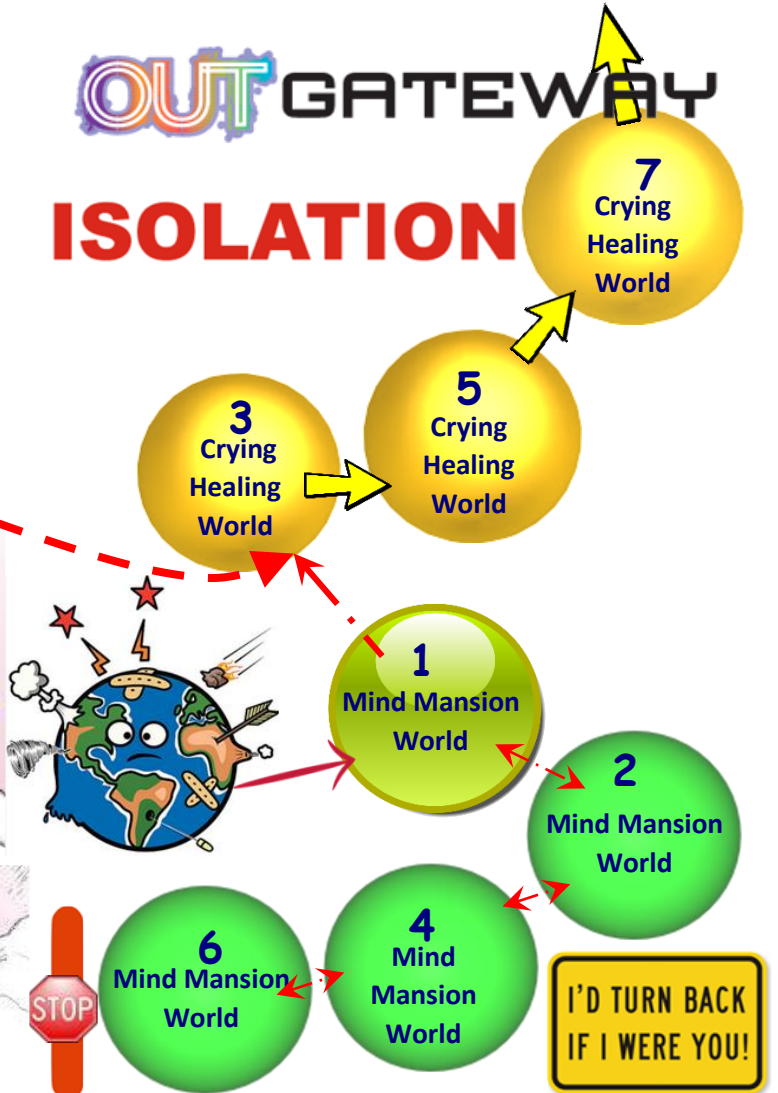 OUT GATEWAY
ISOLATION
7
Crying
Healing
World
5
Crying
Healing
World
3
Crying
Healing
World
1
Mind Mansion
World
2
Mind Mansion
World
4
Mind
Mansion
World
6
Mind Mansion
World
STOP
I'D TURN BACK
IF I WERE YOU!